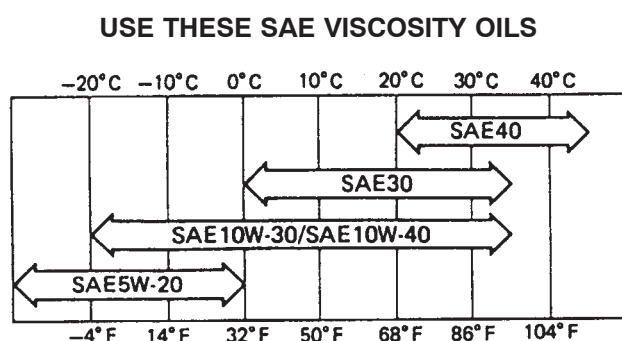 USE THESE SAE VISCOSITY OILS
−20°C −10°C 0°C 10°C 20°C 30°C 40°C
SAE40
SAE30
SAE10W-30/SAE10W-40
SAE5W-20
−4°F 14°F 32°F 50°F 68°F 86°F 104°F